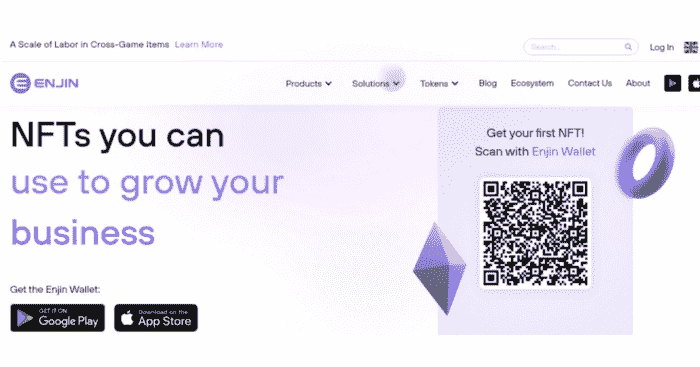 A Scale of Labor in Cross-Game Items Learn More
Search...
Log In
ENJIN
Products
Solutions
Tokens
Blog
Ecosystem
Contact Us
About
NFTs you can
use to grow your
business
Get your first NFT!
Scan with Enjin Wallet
Get the Enjin Wallet:
GET IT ON
Google Play
Download on the
App Store